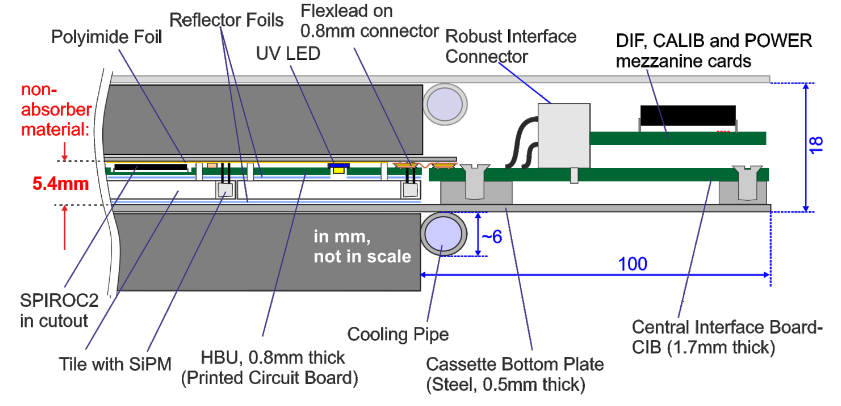 Polyimide Foil
Reflector Foils
UV LED
Flexlead on
0.8mm connector
Robust Interface
Connector
DIF, CALIB and POWER
mezzanine cards
non-
absorber
material:
5.4mm
18
in mm,
not in scale
~6
100
SPIROC2
in cutout
Tile with SiPM
HBU, 0.8mm thick
(Printed Circuit Board)
Cooling Pipe
Cassette Bottom Plate
(Steel, 0.5mm thick)
Central Interface Board-
CIB (1.7mm thick)